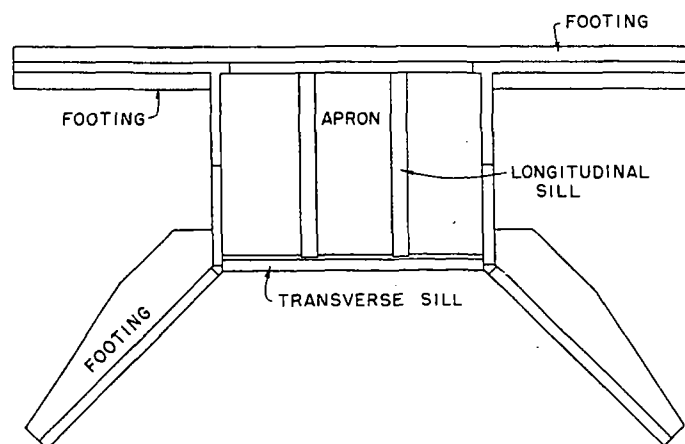 FOOTING
FOOTING
APRON
LONGITUDINAL
SILL
TRANSVERSE SILL
FOOTING